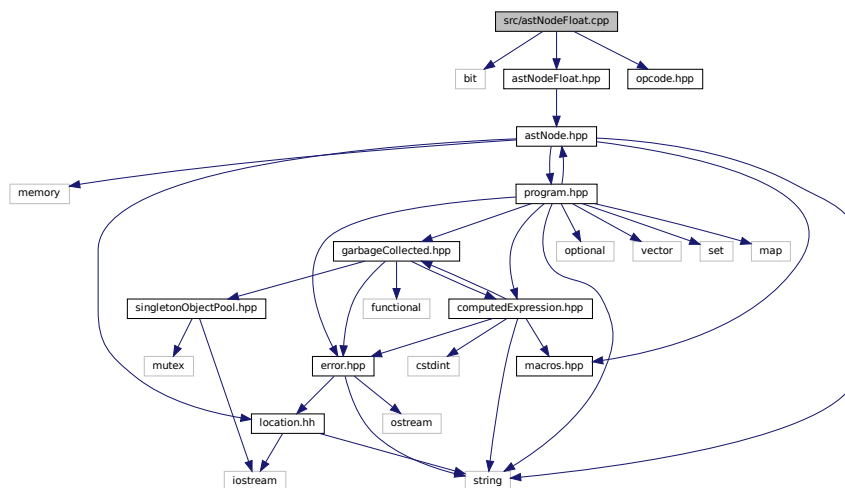 src/astNodeFloat.cpp
bit
astNodeFloat.hpp
opcode.hpp
astNode.hpp
memory
program.hpp
garbageCollected.hpp
optional
vector
set
map
singletonObjectPool.hpp
functional
computedExpression.hpp
mutex
error.hpp
cstdint
macros.hpp
location.hh
ostream
iostream
string